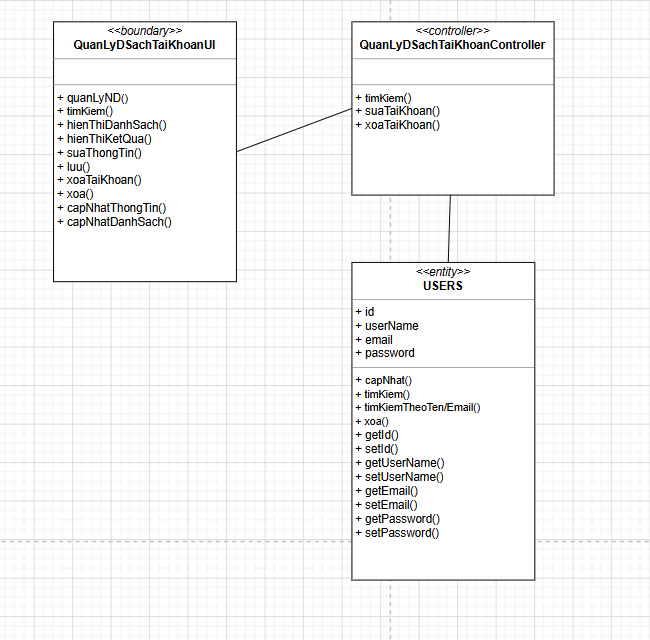 <<boundary>>
QuanLyDSachTaiKhoanUI
+ quanLyND()
+ timKiem()
+ hienThiDanhSach()
+ hienThiKetQua()
+ suaThongTin()
+ luu()
+ xoaTaiKhoan()
+ xoa()
+ capNhatThongTin()
+ capNhatDanhSach()
<<controller>>
QuanLyDSachTaiKhoanController
+ timKiem()
+ suaTaiKhoan()
+ xoaTaiKhoan()
<<entity>>
USERS
+ id
+ userName
+ email
+ password
+ capNhat()
+ timKiem()
+ timKiemTheoTen/Email()
+ xoa()
+ getId()
+ setId()
+ getUserName()
+ setUserName()
+ getEmail()
+ setEmail()
+ getPassword()
+ setPassword()